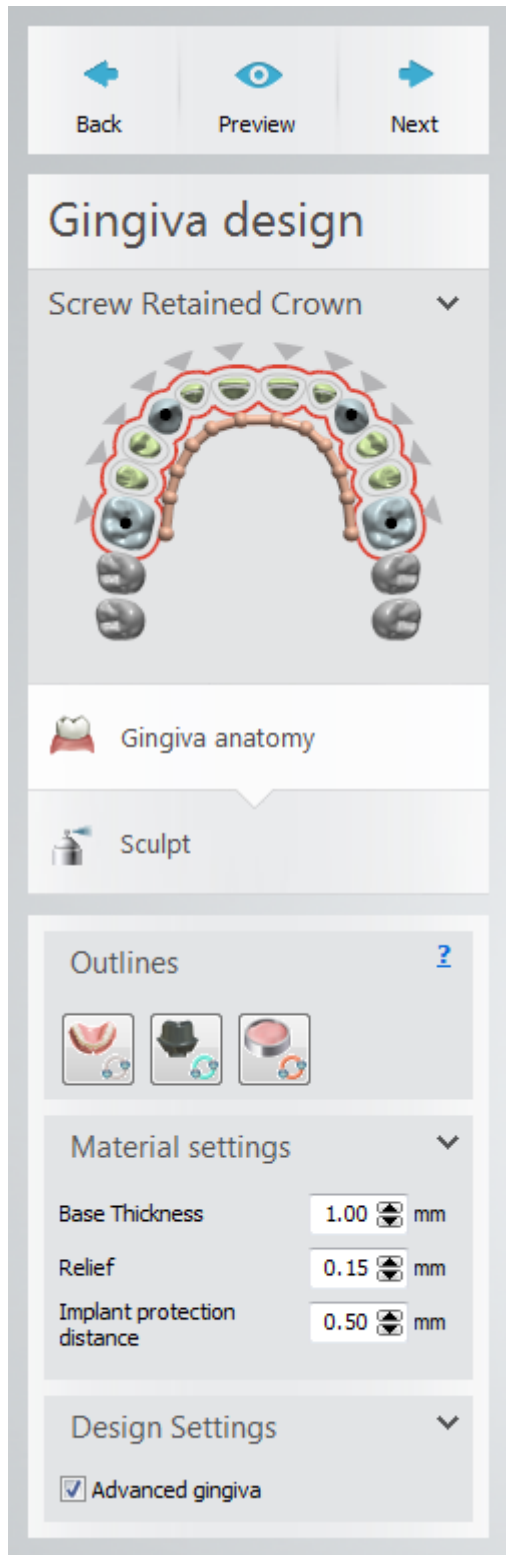 Back Preview Next
Gingiva design
Screw Retained Crown
Gingiva anatomy
Sculpt
Outlines ?
Material settings
Base Thickness 1.00 mm
Relief 0.15 mm
Implant protection
distance 0.50 mm
Design Settings
Advanced gingiva